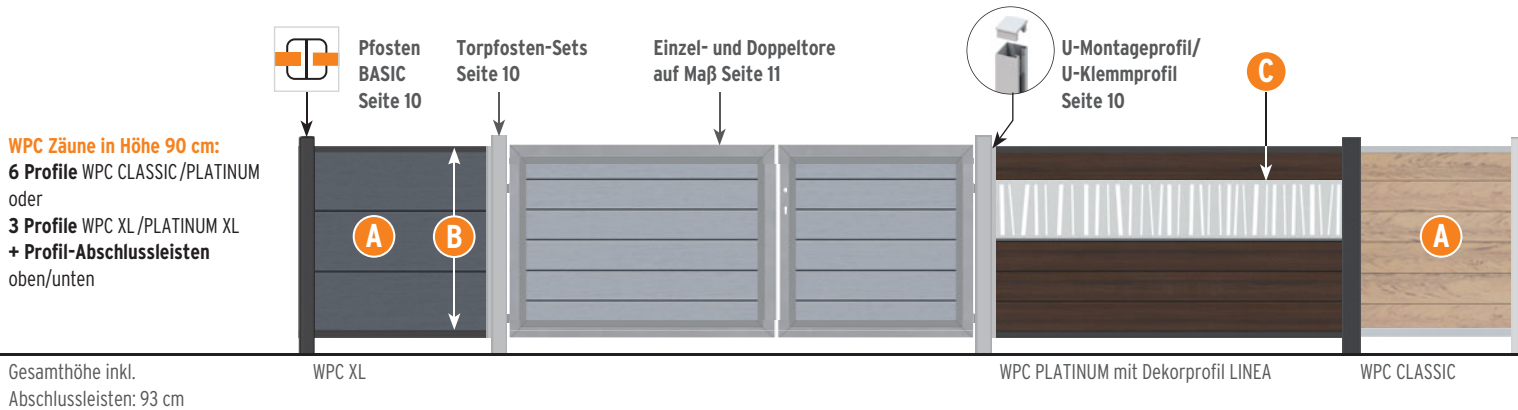 Pfosten
BASIC
Seite 10
Torpfosten-Sets
Seite 10
Einzel- und Doppeltore
auf Maß Seite 11
U-Montageprofil/
U-Klemmprofil
Seite 10
C
WPC Zäune in Höhe 90 cm:
6 Profile WPC CLASSIC/PLATINUM
oder
3 Profile WPC XL/PLATINUM XL
+ Profil-Abschlussleisten
oben/unten
A
B
A
Gesamthöhe inkl.
Abschlussleisten: 93 cm
WPC XL
WPC PLATINUM mit Dekorprofil LINEA
WPC CLASSIC